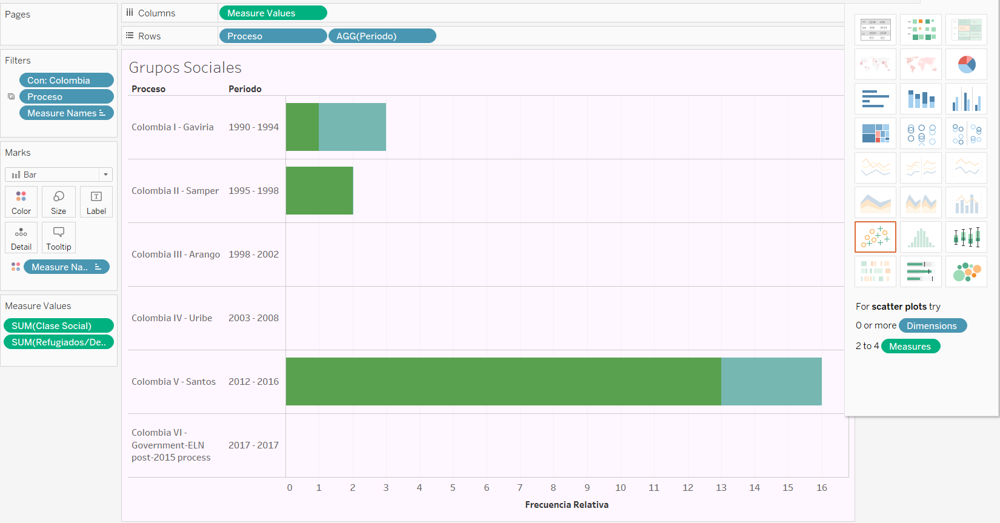 Pages
Columns
Measure Values
Rows
Proceso
AGG(Periodo)
Filters
Con: Colombia
Proceso
Measure Names
Marks
Bar
Color
Size
Label
Detail
Tooltip
Measure Na..
Measure Values
SUM(Clase Social)
SUM(Refugiados/De..
Grupos Sociales
Proceso
Periodo
Colombia I - Gaviria
1990 - 1994
Colombia II - Samper
1995 - 1998
Colombia III - Arango
1998 - 2002
Colombia IV - Uribe
2003 - 2008
Colombia V - Santos
2012 - 2016
Colombia VI -
Government-ELN
post-2015 process
2017 - 2017
0 1 2 3 4 5 6 7 8 9 10 11 12 13 14 15 16
Frecuencia Relativa
For scatter plots try
0 or more Dimensions
2 to 4 Measures